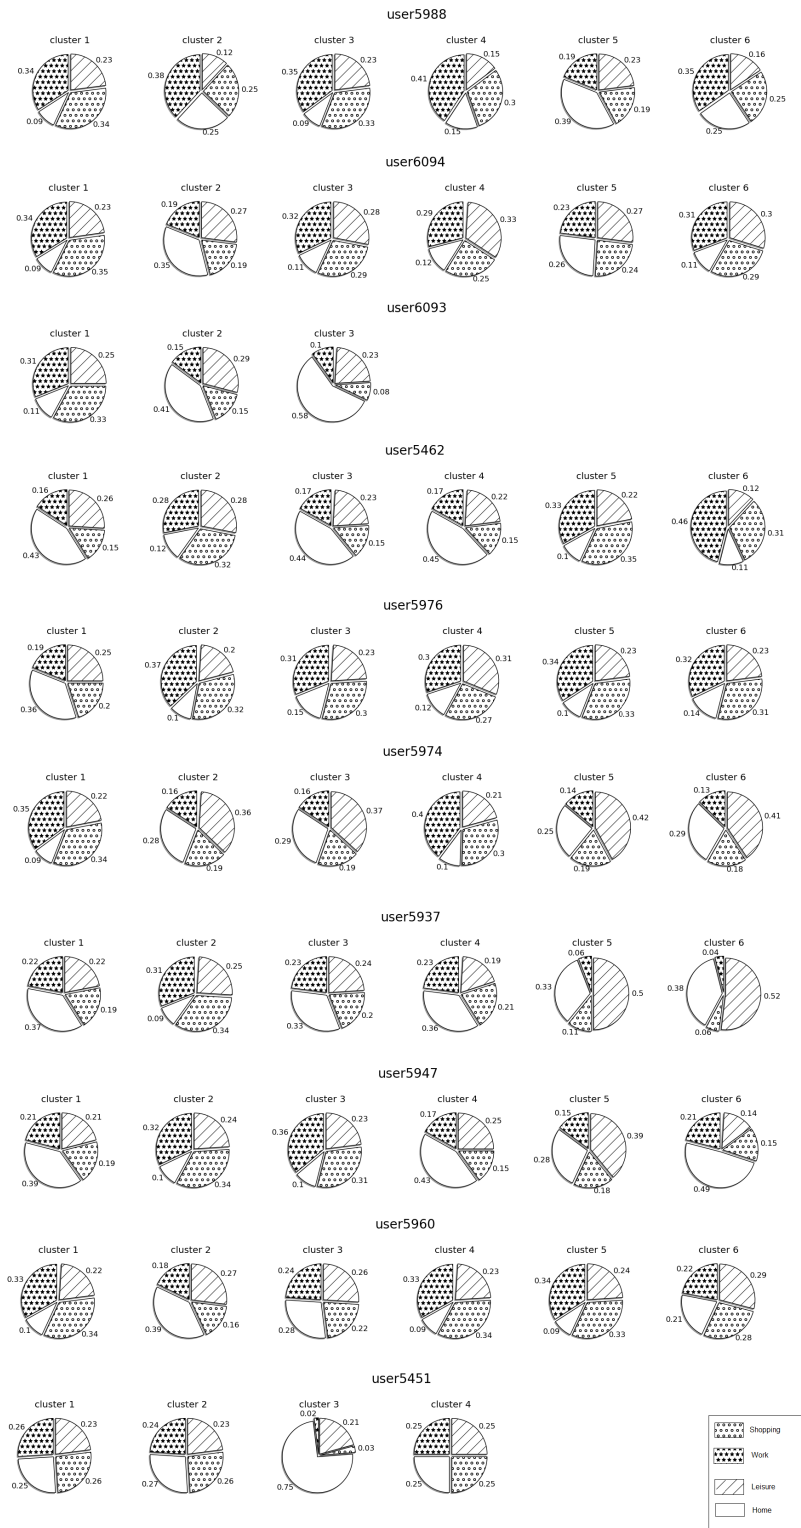 user5988
cluster 1 cluster 2 cluster 3 cluster 4 cluster 5 cluster 6
0.34 0.23 0.09 0.34
0.38 0.12 0.25 0.25
0.35 0.23 0.09 0.33
0.41 0.15 0.15 0.3
0.19 0.23 0.39 0.19
0.35 0.16 0.25 0.25
user6094
cluster 1 cluster 2 cluster 3 cluster 4 cluster 5 cluster 6
0.34 0.23 0.09 0.35
0.19 0.27 0.35 0.19
0.32 0.28 0.11 0.29
0.29 0.33 0.12 0.25
0.23 0.27 0.26 0.24
0.31 0.3 0.11 0.29
user6093
cluster 1 cluster 2 cluster 3
0.31 0.25 0.11 0.33
0.15 0.29 0.41 0.15
0.1 0.23 0.58 0.08
user5462
cluster 1 cluster 2 cluster 3 cluster 4 cluster 5 cluster 6
0.16 0.26 0.43 0.15
0.28 0.28 0.12 0.32
0.17 0.23 0.44 0.15
0.17 0.22 0.45 0.15
0.33 0.22 0.1 0.35
0.46 0.12 0.11 0.31
user5976
cluster 1 cluster 2 cluster 3 cluster 4 cluster 5 cluster 6
0.19 0.25 0.36 0.2
0.37 0.2 0.1 0.32
0.31 0.23 0.15 0.3
0.3 0.31 0.12 0.27
0.34 0.23 0.1 0.33
0.32 0.23 0.14 0.31
user5974
cluster 1 cluster 2 cluster 3 cluster 4 cluster 5 cluster 6
0.35 0.22 0.09 0.34
0.16 0.36 0.28 0.19
0.16 0.37 0.29 0.19
0.4 0.21 0.1 0.3
0.14 0.42 0.25 0.19
0.13 0.41 0.29 0.18
user5937
cluster 1 cluster 2 cluster 3 cluster 4 cluster 5 cluster 6
0.22 0.22 0.37 0.19
0.31 0.25 0.09 0.34
0.23 0.24 0.33 0.2
0.23 0.19 0.36 0.21
0.06 0.5 0.33 0.11
0.04 0.52 0.38 0.06
user5947
cluster 1 cluster 2 cluster 3 cluster 4 cluster 5 cluster 6
0.21 0.21 0.39 0.19
0.32 0.24 0.1 0.34
0.36 0.23 0.1 0.31
0.17 0.25 0.43 0.15
0.15 0.39 0.28 0.18
0.21 0.14 0.49 0.15
user5960
cluster 1 cluster 2 cluster 3 cluster 4 cluster 5 cluster 6
0.33 0.22 0.1 0.34
0.18 0.27 0.39 0.16
0.24 0.26 0.28 0.22
0.33 0.23 0.09 0.34
0.34 0.24 0.09 0.33
0.22 0.29 0.21 0.28
user5451
cluster 1 cluster 2 cluster 3 cluster 4
0.26 0.23 0.25 0.26
0.24 0.23 0.27 0.26
0.02 0.21 0.75 0.03
0.25 0.25 0.25 0.25
Shopping
Work
Leisure
Home